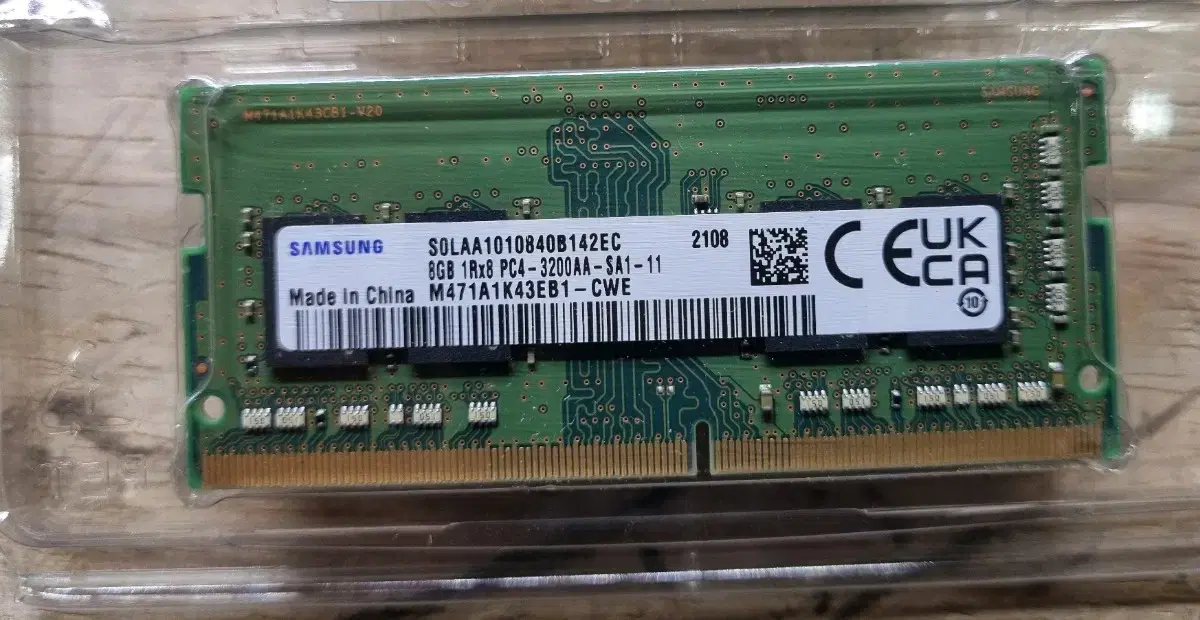 M471A1K43CB1-V20
SAMSUNG
SAMSUNG
S0LAA1010840B142EC
2108
8GB 1Rx8 PC4-3200AA-SA1-11
Made in China
M471A1K43EB1-CWE
CE
UK
CA
10